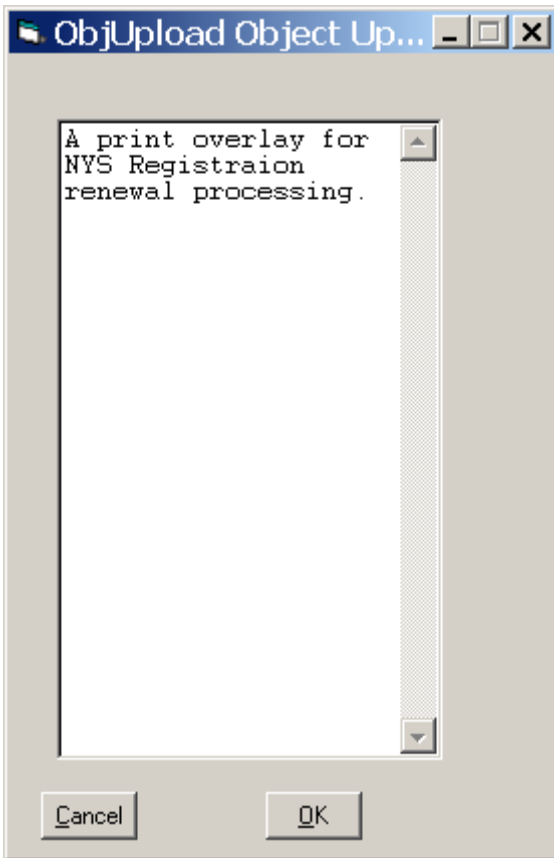 ObjUpload Object Up...
A print overlay for
NYS Registraion
renewal processing.
Cancel
OK